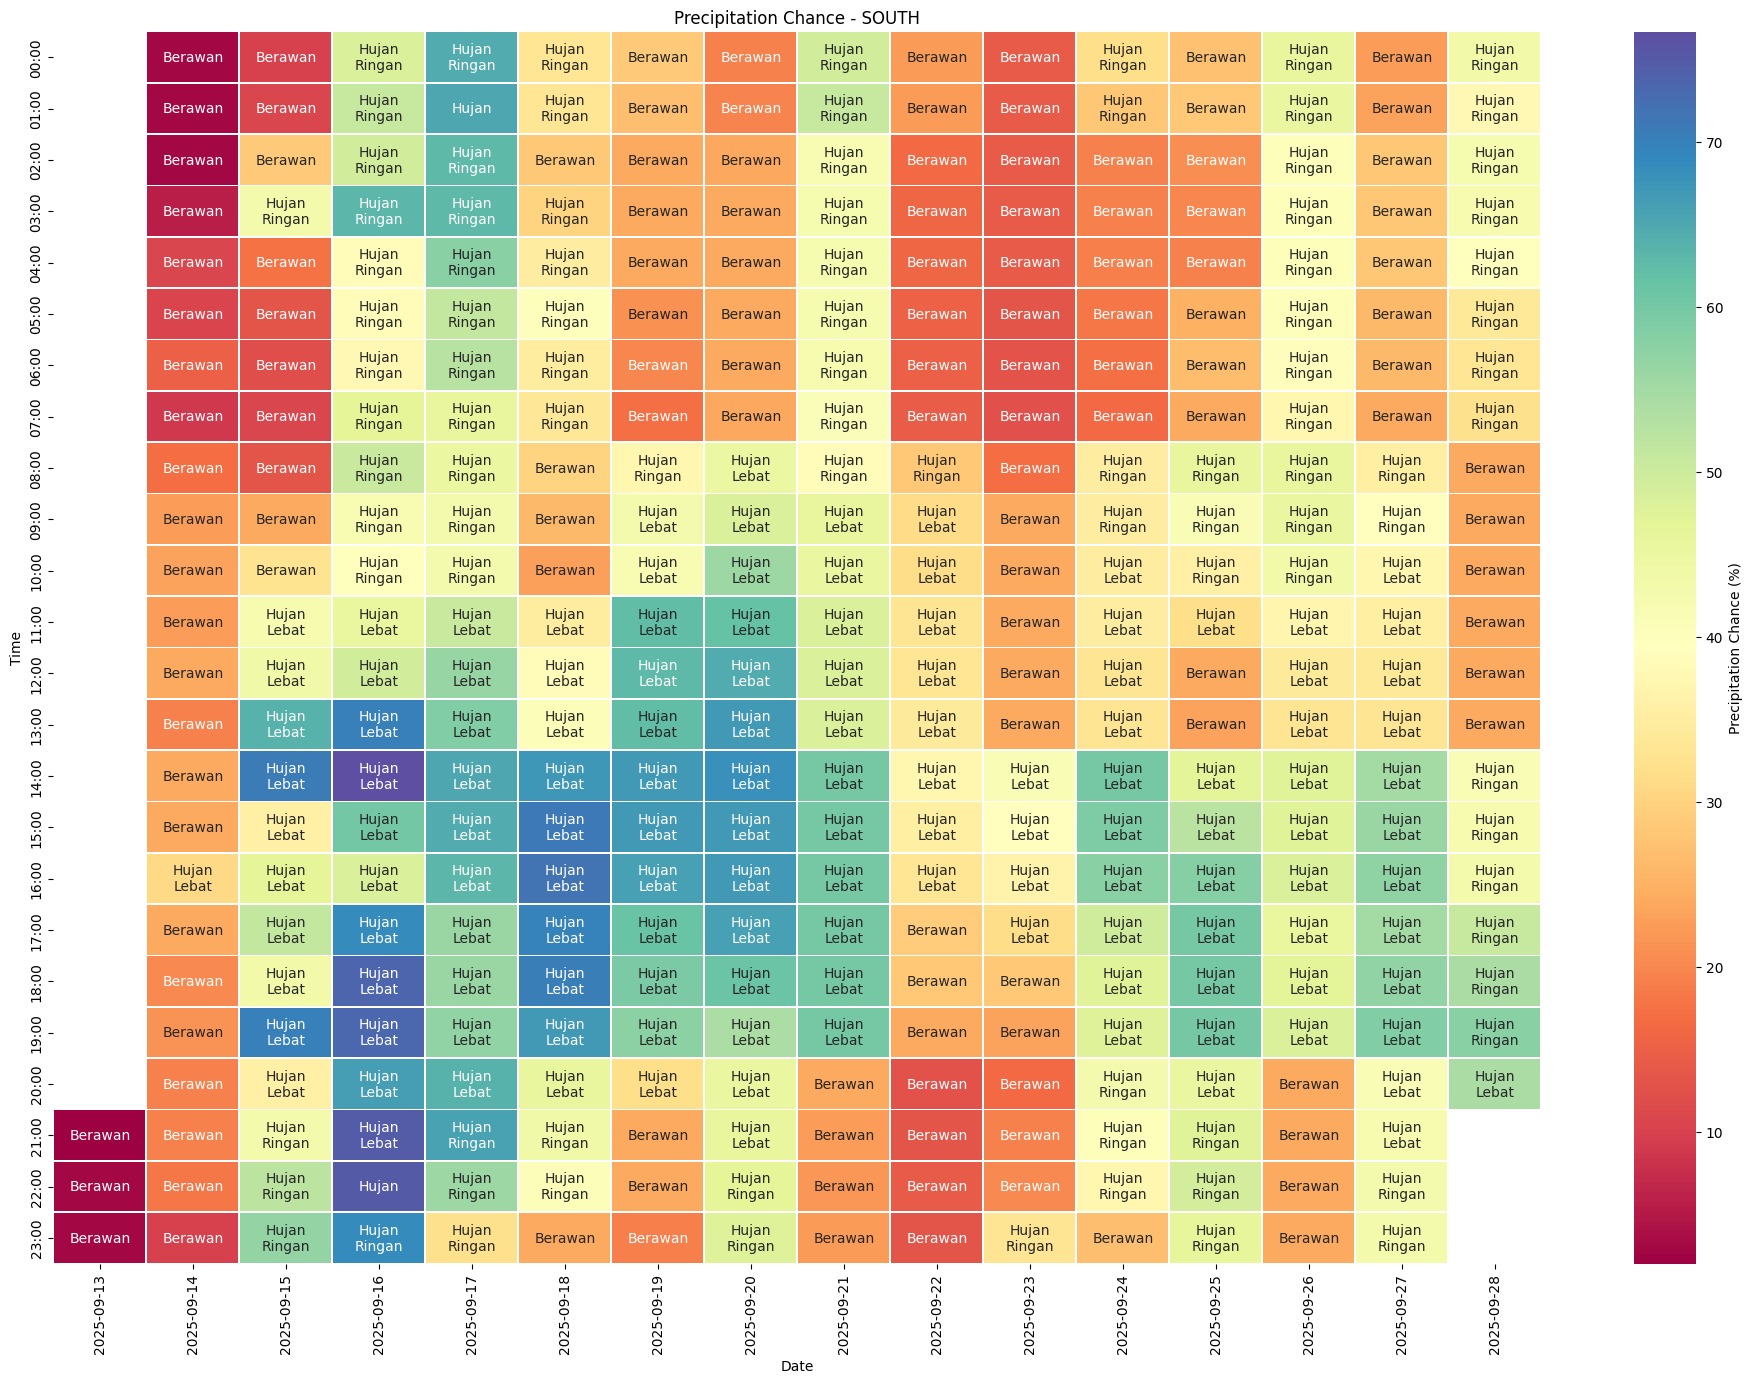 Precipitation Chance - SOUTH
Time
00:00 Berawan Berawan Hujan Ringan Hujan Ringan Hujan Ringan Berawan Berawan Hujan Ringan Berawan Berawan Hujan Ringan Berawan Hujan Ringan Berawan Hujan Ringan
01:00 Berawan Berawan Hujan Ringan Hujan Hujan Ringan Berawan Berawan Hujan Ringan Berawan Berawan Hujan Ringan Berawan Hujan Ringan Berawan Hujan Ringan
02:00 Berawan Berawan Hujan Ringan Hujan Ringan Berawan Berawan Berawan Hujan Ringan Berawan Berawan Berawan Berawan Hujan Ringan Berawan Hujan Ringan
03:00 Berawan Hujan Ringan Hujan Ringan Hujan Ringan Hujan Ringan Berawan Berawan Hujan Ringan Berawan Berawan Berawan Berawan Hujan Ringan Berawan Hujan Ringan
04:00 Berawan Berawan Hujan Ringan Hujan Ringan Hujan Ringan Berawan Berawan Hujan Ringan Berawan Berawan Berawan Berawan Hujan Ringan Berawan Hujan Ringan
05:00 Berawan Berawan Hujan Ringan Hujan Ringan Hujan Ringan Berawan Berawan Hujan Ringan Berawan Berawan Berawan Berawan Hujan Ringan Berawan Hujan Ringan
06:00 Berawan Berawan Hujan Ringan Hujan Ringan Hujan Ringan Berawan Berawan Hujan Ringan Berawan Berawan Berawan Berawan Hujan Ringan Berawan Hujan Ringan
07:00 Berawan Berawan Hujan Ringan Hujan Ringan Hujan Ringan Berawan Berawan Hujan Ringan Berawan Berawan Berawan Berawan Hujan Ringan Berawan Hujan Ringan
08:00 Berawan Berawan Hujan Ringan Hujan Ringan Berawan Hujan Ringan Hujan Lebat Hujan Ringan Hujan Ringan Berawan Hujan Ringan Hujan Ringan Hujan Ringan Hujan Ringan Berawan
09:00 Berawan Berawan Hujan Ringan Hujan Ringan Berawan Hujan Lebat Hujan Lebat Hujan Lebat Hujan Lebat Berawan Hujan Ringan Hujan Ringan Hujan Ringan Hujan Ringan Berawan
10:00 Berawan Berawan Hujan Ringan Hujan Ringan Berawan Hujan Lebat Hujan Lebat Hujan Lebat Hujan Lebat Berawan Hujan Lebat Hujan Ringan Hujan Ringan Hujan Lebat Berawan
11:00 Berawan Hujan Lebat Hujan Lebat Hujan Lebat Hujan Lebat Hujan Lebat Hujan Lebat Hujan Lebat Hujan Lebat Berawan Hujan Lebat Hujan Lebat Hujan Lebat Hujan Lebat Berawan
12:00 Berawan Hujan Lebat Hujan Lebat Hujan Lebat Hujan Lebat Hujan Lebat Hujan Lebat Hujan Lebat Hujan Lebat Berawan Hujan Lebat Berawan Hujan Lebat Hujan Lebat Berawan
13:00 Berawan Hujan Lebat Hujan Lebat Hujan Lebat Hujan Lebat Hujan Lebat Hujan Lebat Hujan Lebat Hujan Lebat Berawan Hujan Lebat Berawan Hujan Lebat Hujan Lebat Berawan
14:00 Berawan Hujan Lebat Hujan Lebat Hujan Lebat Hujan Lebat Hujan Lebat Hujan Lebat Hujan Lebat Hujan Lebat Hujan Lebat Hujan Lebat Hujan Lebat Hujan Lebat Hujan Lebat Hujan Ringan
15:00 Berawan Hujan Lebat Hujan Lebat Hujan Lebat Hujan Lebat Hujan Lebat Hujan Lebat Hujan Lebat Hujan Lebat Hujan Lebat Hujan Lebat Hujan Lebat Hujan Lebat Hujan Lebat Hujan Ringan
16:00 Hujan Lebat Hujan Lebat Hujan Lebat Hujan Lebat Hujan Lebat Hujan Lebat Hujan Lebat Hujan Lebat Hujan Lebat Hujan Lebat Hujan Lebat Hujan Lebat Hujan Lebat Hujan Lebat Hujan Ringan
17:00 Berawan Hujan Lebat Hujan Lebat Hujan Lebat Hujan Lebat Hujan Lebat Hujan Lebat Hujan Lebat Berawan Hujan Lebat Hujan Lebat Hujan Lebat Hujan Lebat Hujan Lebat Hujan Ringan
18:00 Berawan Hujan Lebat Hujan Lebat Hujan Lebat Hujan Lebat Hujan Lebat Hujan Lebat Hujan Lebat Berawan Berawan Hujan Lebat Hujan Lebat Hujan Lebat Hujan Lebat Hujan Ringan
19:00 Berawan Hujan Lebat Hujan Lebat Hujan Lebat Hujan Lebat Hujan Lebat Hujan Lebat Hujan Lebat Berawan Berawan Hujan Lebat Hujan Lebat Hujan Lebat Hujan Lebat Hujan Ringan
20:00 Berawan Hujan Lebat Hujan Lebat Hujan Lebat Hujan Lebat Hujan Lebat Hujan Lebat Berawan Berawan Berawan Hujan Ringan Hujan Lebat Berawan Hujan Lebat Hujan Lebat
21:00 Berawan Berawan Hujan Ringan Hujan Lebat Hujan Ringan Hujan Ringan Berawan Hujan Lebat Berawan Berawan Berawan Hujan Ringan Hujan Ringan Berawan Hujan Lebat
22:00 Berawan Berawan Hujan Ringan Hujan Hujan Ringan Hujan Ringan Berawan Hujan Ringan Berawan Berawan Berawan Hujan Ringan Hujan Ringan Berawan Hujan Ringan
23:00 Berawan Berawan Hujan Ringan Hujan Ringan Hujan Ringan Berawan Berawan Hujan Ringan Berawan Berawan Hujan Ringan Berawan Hujan Ringan Berawan Hujan Ringan
2025-09-13 2025-09-14 2025-09-15 2025-09-16 2025-09-17 2025-09-18 2025-09-19 2025-09-20 2025-09-21 2025-09-22 2025-09-23 2025-09-24 2025-09-25 2025-09-26 2025-09-27 2025-09-28
Date
70
60
50
40
30
20
10
Precipitation Chance (%)